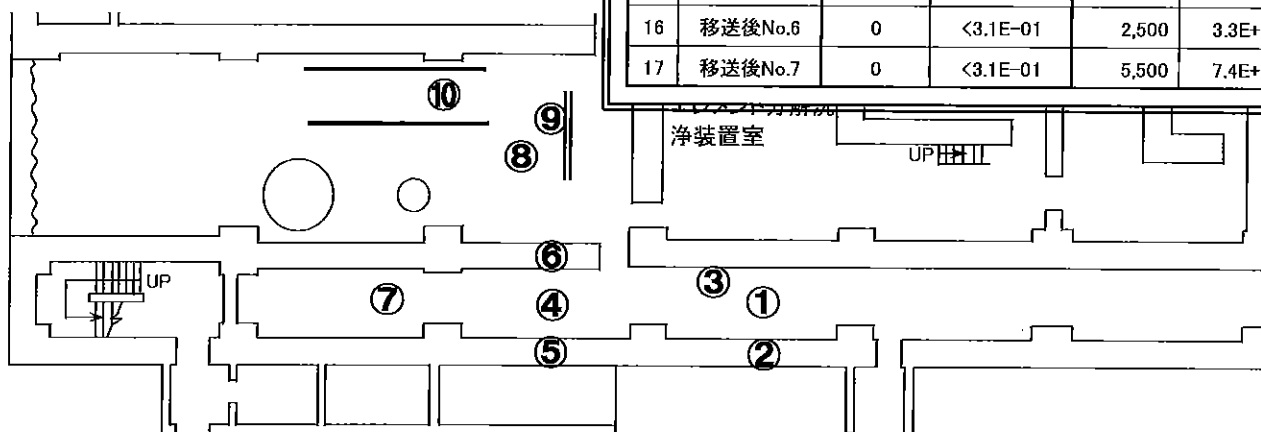 16 移送後No.6 0 <3.1E-01 2,500 3.3E+
17 移送後No.7 0 <3.1E-01 5,500 7.4E+
⑩
⑨
浄装置室
⑧
UP
⑥
③
UP
⑦
④
①
⑤
②